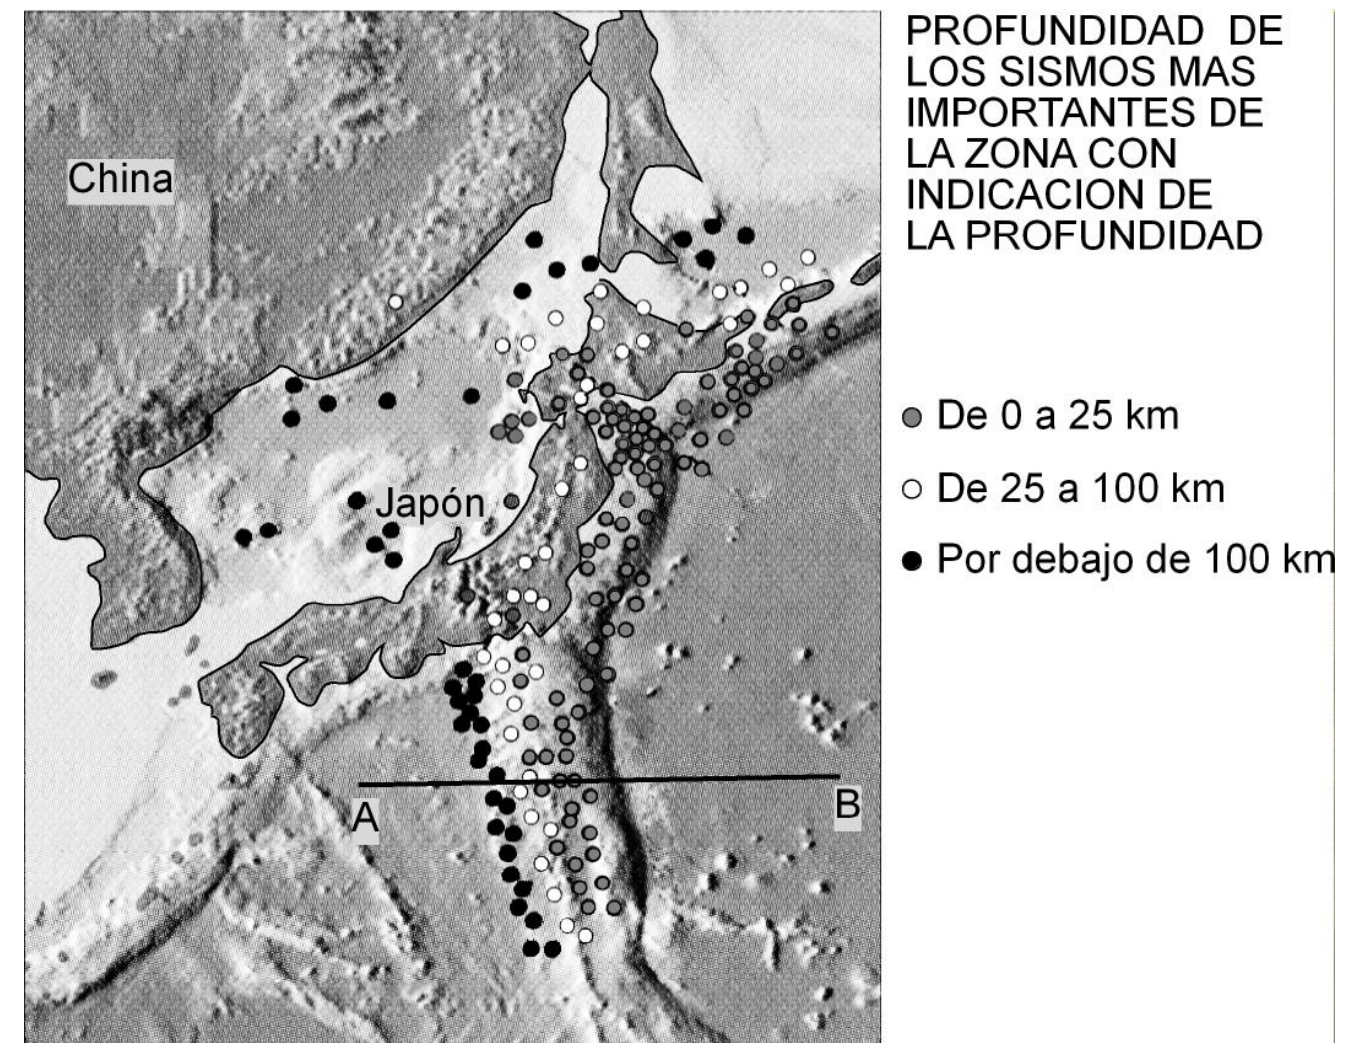 PROFUNDIDAD DE
LOS SISMOS MAS
IMPORTANTES DE
LA ZONA CON
INDICACION DE
LA PROFUNDIDAD
China
De 0 a 25 km
De 25 a 100 km
Japón
Por debajo de 100 km
A
B